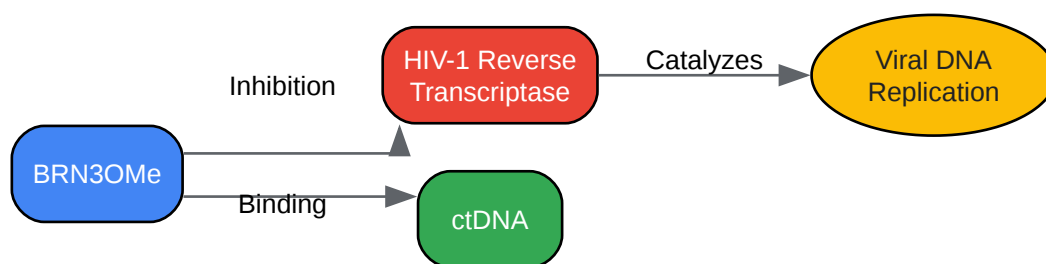 HIV-1 Reverse
Transcriptase
Catalyzes
Viral DNA
Replication
Inhibition
BRN3OMe
Binding
ctDNA